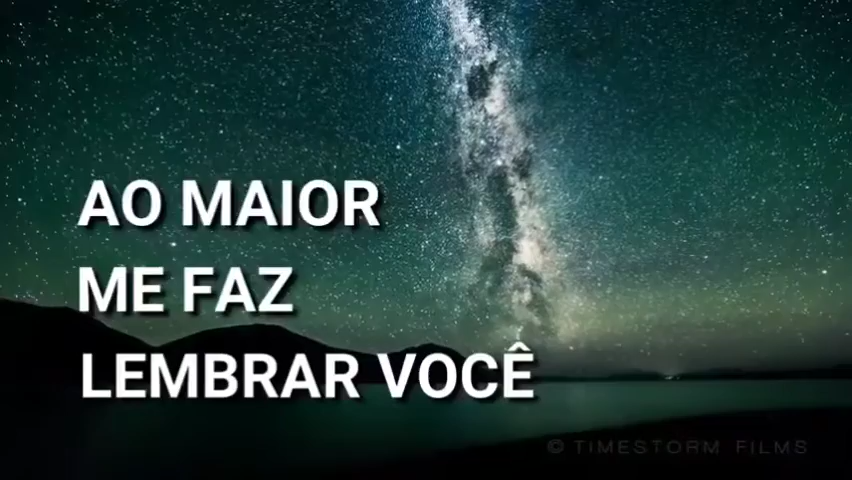 AO MAIOR
ME FAZ
LEMBRAR VOCÊ
© TIMESTORM FILMS